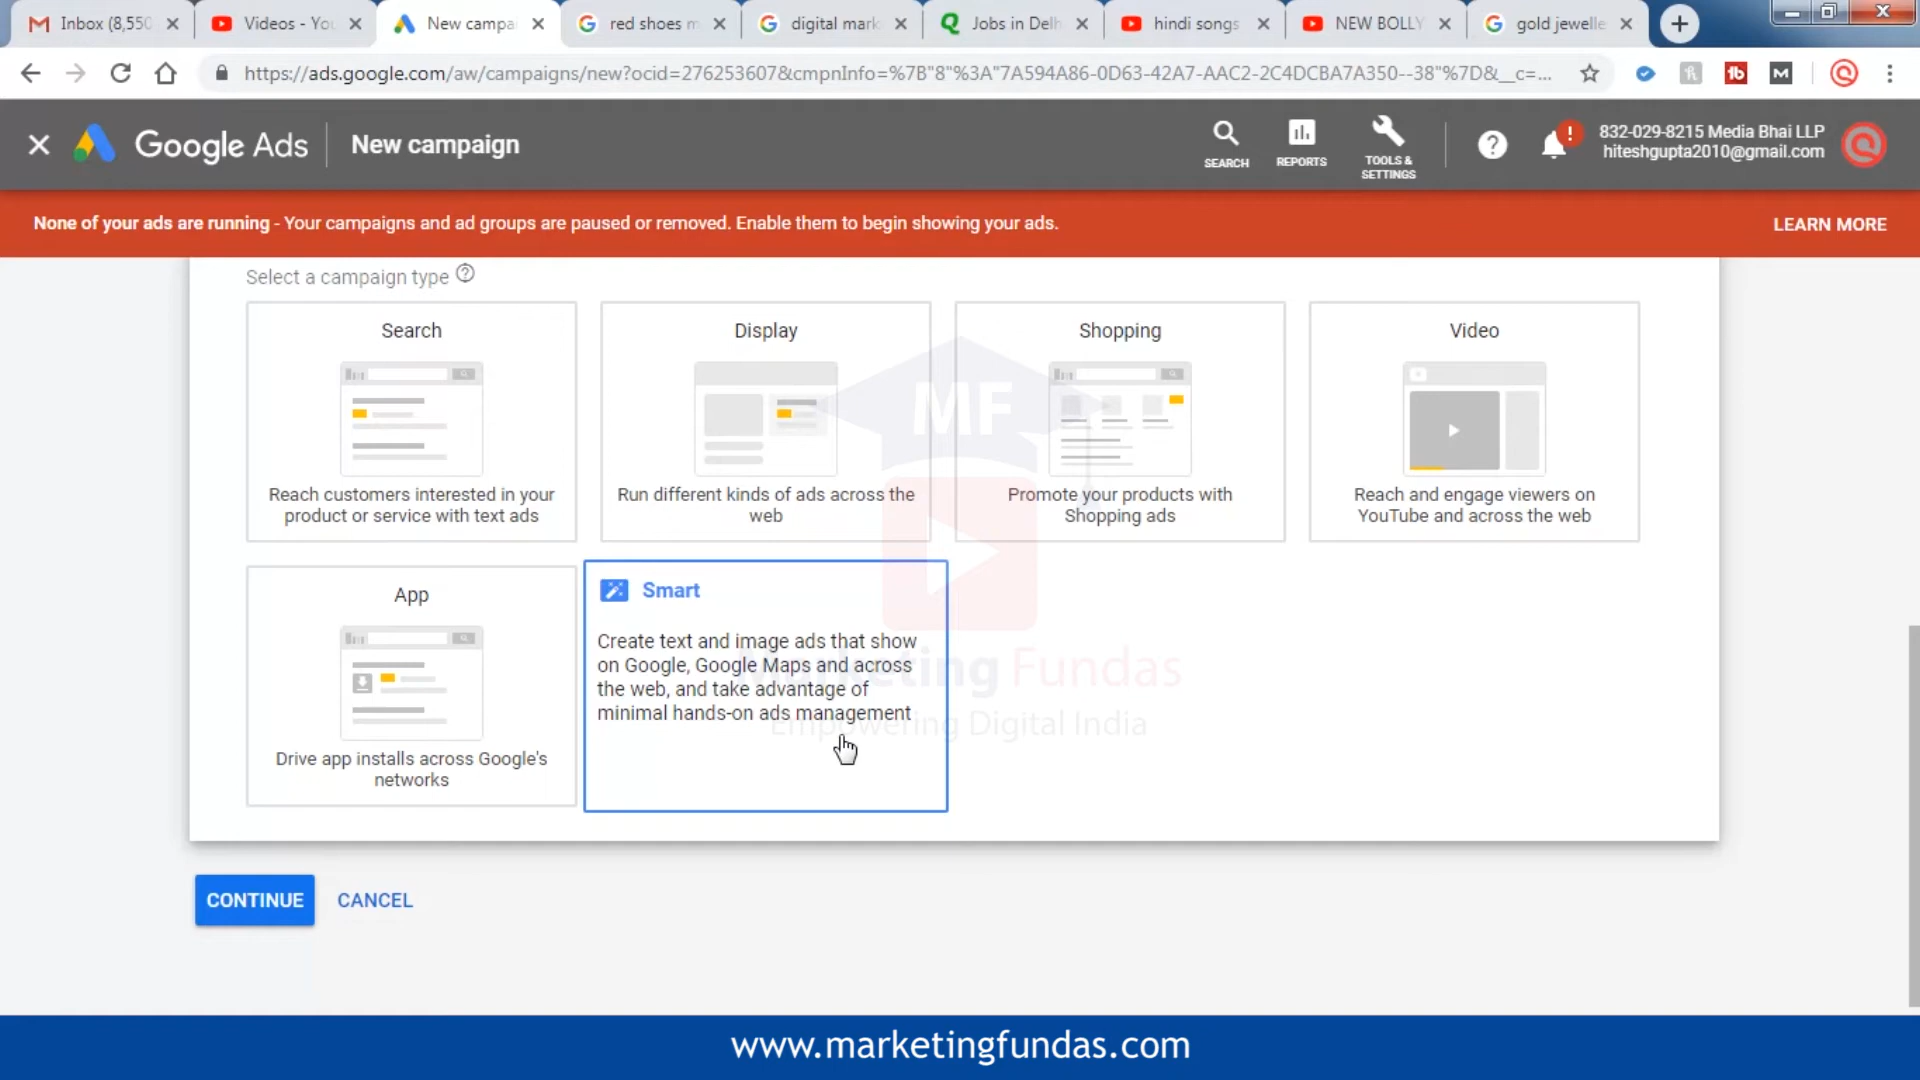 Inbox (8,550
Videos - You
New campa
red shoes m
digital mark
Jobs in Delh
hindi songs
NEW BOLLY
gold jewelle
https://ads.google.com/aw/campaigns/new?ocid=276253607&cmpnInfo=%7B"8"%3A"7A594A86-0D63-42A7-AAC2-2C4DCBA7A350--38"%7D&__c=...
Google Ads
New campaign
SEARCH
REPORTS
TOOLS &
SETTINGS
832-029-8215 Media Bhai LLP
hiteshgupta2010@gmail.com
None of your ads are running - Your campaigns and ad groups are paused or removed. Enable them to begin showing your ads.
LEARN MORE
Select a campaign type
Search
Reach customers interested in your
product or service with text ads
Display
Run different kinds of ads across the
web
Shopping
Promote your products with
Shopping ads
Video
Reach and engage viewers on
YouTube and across the web
MF
App
Drive app installs across Google's
networks
Smart
Create text and image ads that show
on Google, Google Maps and across
the web, and take advantage of
minimal hands-on ads management
Marketing Fundas
Empowering Digital India
CONTINUE
CANCEL
www.marketingfundas.com